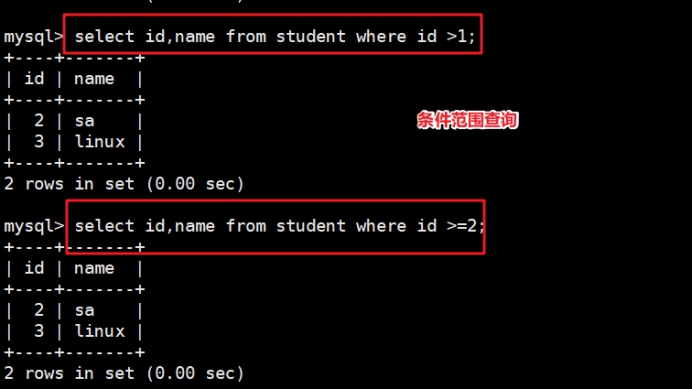 mysql> select id,name from student where id >1;
+----+-------+
| id | name  |
+----+-------+
|  2 | sa    |
|  3 | linux |
+----+-------+
条件范围查询
2 rows in set (0.00 sec)
mysql> select id,name from student where id >=2;
+----+-------+
| id | name  |
+----+-------+
|  2 | sa    |
|  3 | linux |
+----+-------+
2 rows in set (0.00 sec)